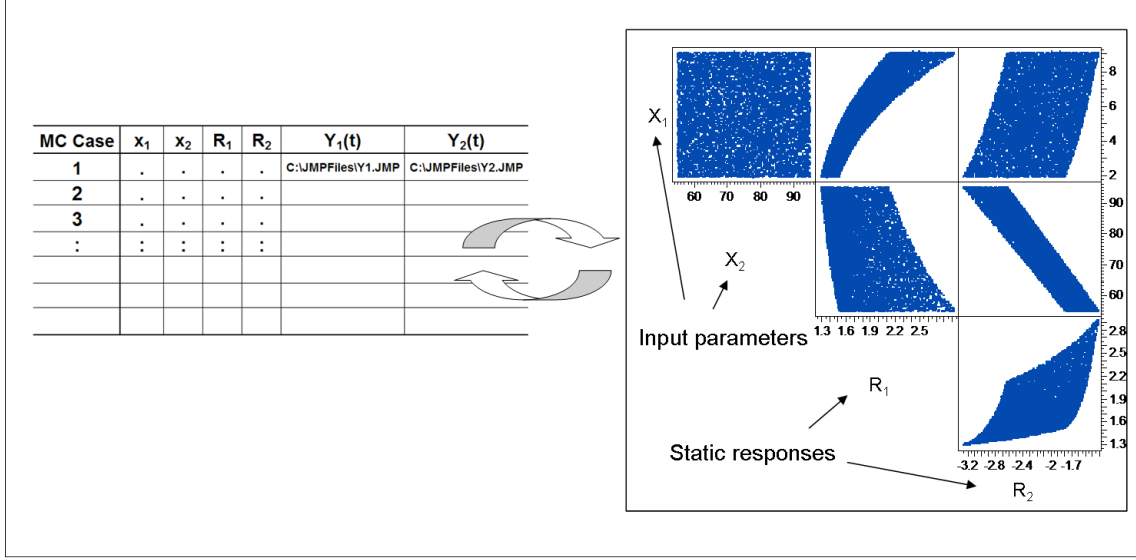 MC Case x₁ x₂ R₁ R₂ Y₁(t) Y₂(t)
1 . . . . C:\JMPFiles\Y1.JMP C:\JMPFiles\Y2.JMP
2 . . . .
3 . . . .
: : : : :
X₁
8
6
4
2
60 70 80 90
X₂
90
80
70
60
Input parameters
1.3 1.6 1.9 2.2 2.5
R₁
2.8
2.5
2.2
1.9
1.6
1.3
Static responses
-3.2 -2.8 -2.4 -2 -1.7
R₂